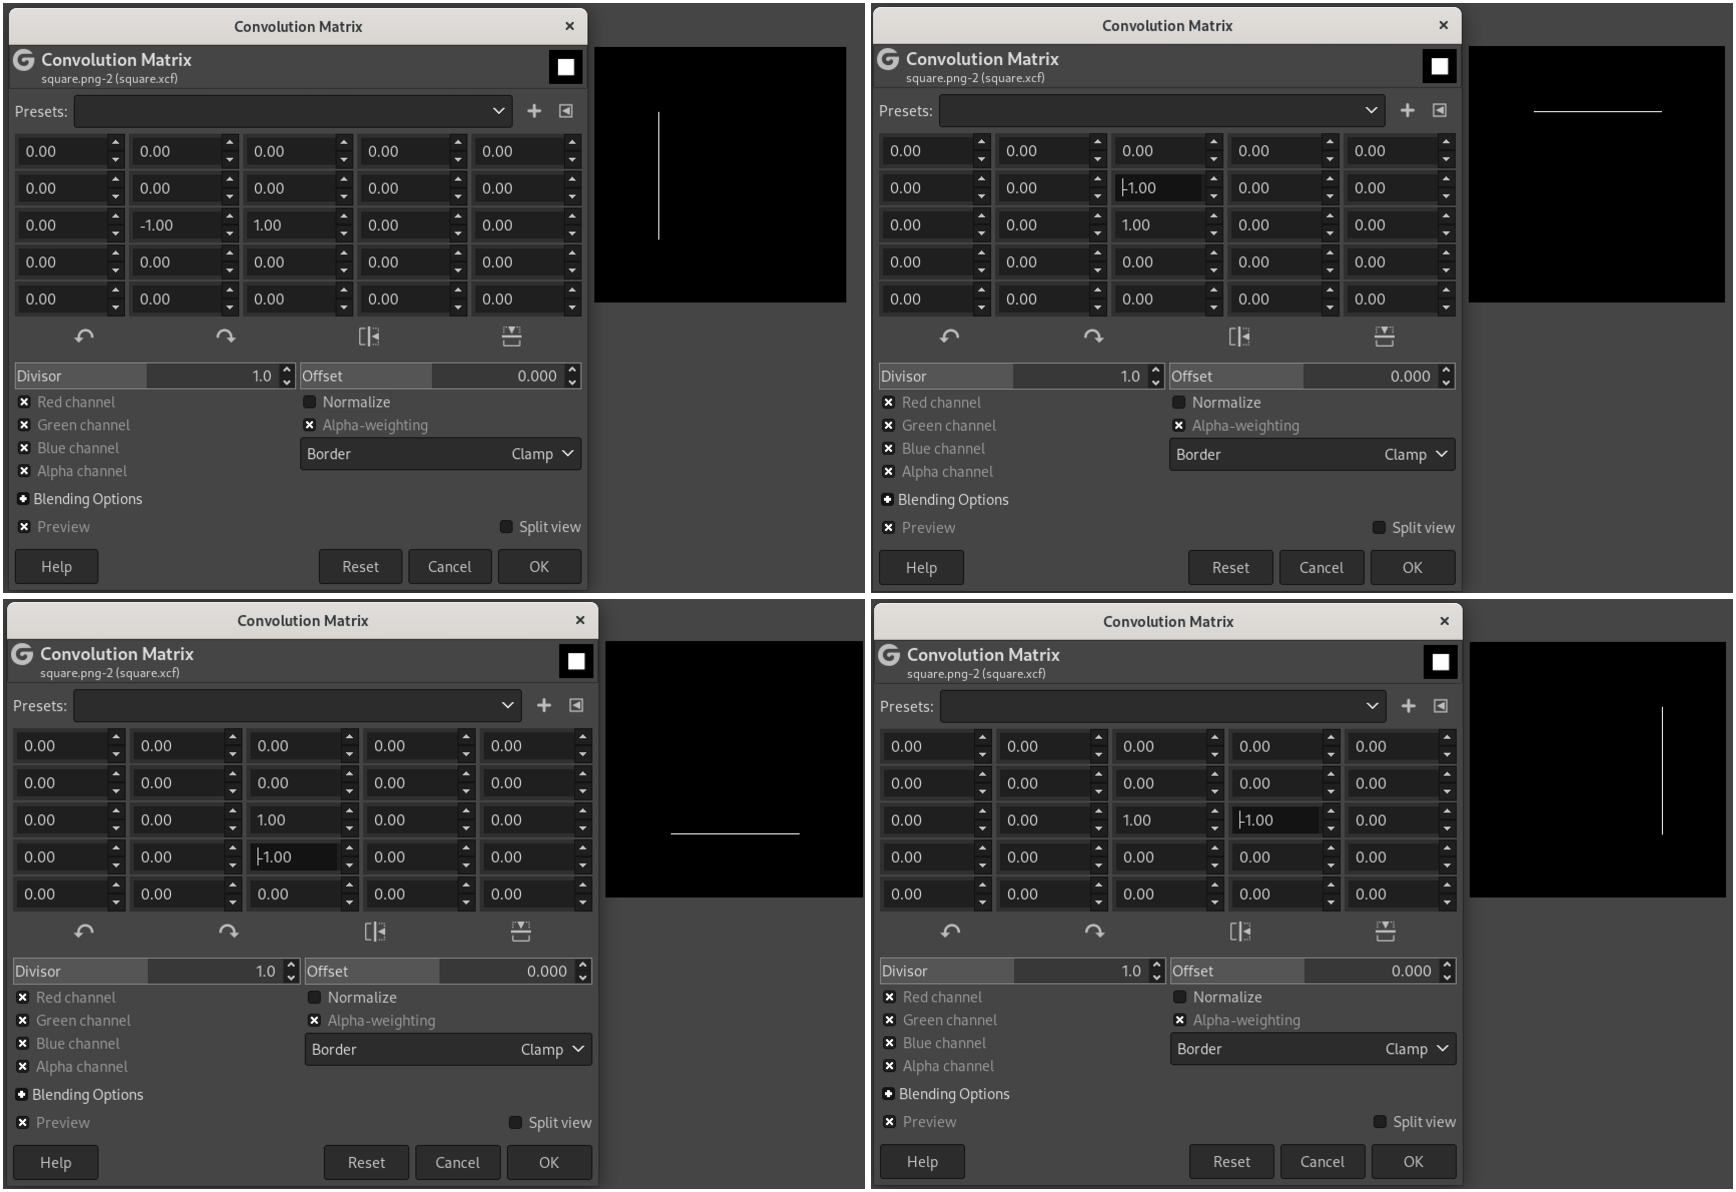 Convolution Matrix ×
Convolution Matrix
square.png-2 (square.xcf)
Presets:
0.00 0.00 0.00 0.00 0.00
0.00 0.00 0.00 0.00 0.00
0.00 -1.00 1.00 0.00 0.00
0.00 0.00 0.00 0.00 0.00
0.00 0.00 0.00 0.00 0.00
Divisor 1.0 Offset 0.000
Red channel Normalize
Green channel Alpha-weighting
Blue channel
Border Clamp
Alpha channel
Blending Options
Preview Split view
Help Reset Cancel OK
Convolution Matrix ×
Convolution Matrix
square.png-2 (square.xcf)
Presets:
0.00 0.00 0.00 0.00 0.00
0.00 0.00 -1.00 0.00 0.00
0.00 0.00 1.00 0.00 0.00
0.00 0.00 0.00 0.00 0.00
0.00 0.00 0.00 0.00 0.00
Divisor 1.0 Offset 0.000
Red channel Normalize
Green channel Alpha-weighting
Blue channel
Border Clamp
Alpha channel
Blending Options
Preview Split view
Help Reset Cancel OK
Convolution Matrix ×
Convolution Matrix
square.png-2 (square.xcf)
Presets:
0.00 0.00 0.00 0.00 0.00
0.00 0.00 0.00 0.00 0.00
0.00 0.00 1.00 0.00 0.00
0.00 0.00 -1.00 0.00 0.00
0.00 0.00 0.00 0.00 0.00
Divisor 1.0 Offset 0.000
Red channel Normalize
Green channel Alpha-weighting
Blue channel
Border Clamp
Alpha channel
Blending Options
Preview Split view
Help Reset Cancel OK
Convolution Matrix ×
Convolution Matrix
square.png-2 (square.xcf)
Presets:
0.00 0.00 0.00 0.00 0.00
0.00 0.00 0.00 0.00 0.00
0.00 0.00 1.00 -1.00 0.00
0.00 0.00 0.00 0.00 0.00
0.00 0.00 0.00 0.00 0.00
Divisor 1.0 Offset 0.000
Red channel Normalize
Green channel Alpha-weighting
Blue channel
Border Clamp
Alpha channel
Blending Options
Preview Split view
Help Reset Cancel OK